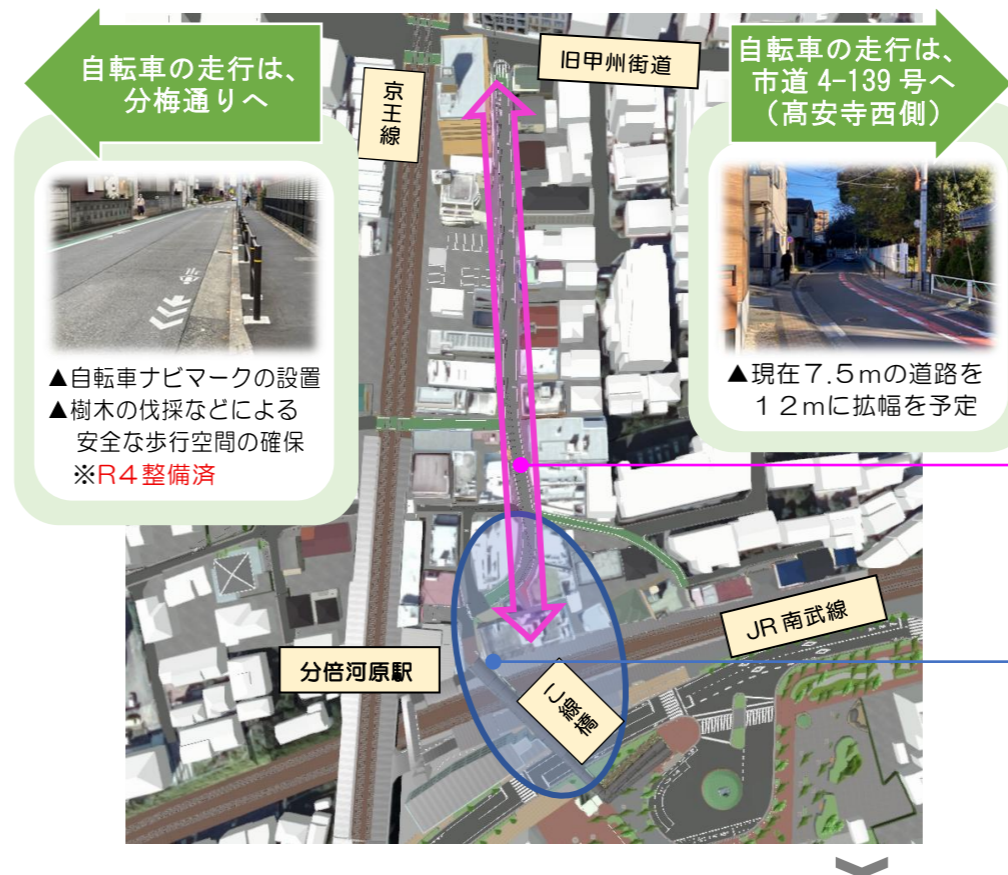 自転車の走行は、
分梅通りへ
京王線
旧甲州街道
自転車の走行は、
市道 4-139 号へ
（高安寺西側）
▲自転車ナビマークの設置
▲樹木の伐採などによる
安全な歩行空間の確保
※R４整備済
▲現在７.５ｍの道路を
１２ｍに拡幅を予定
JR 南武線
分倍河原駅
こ線橋